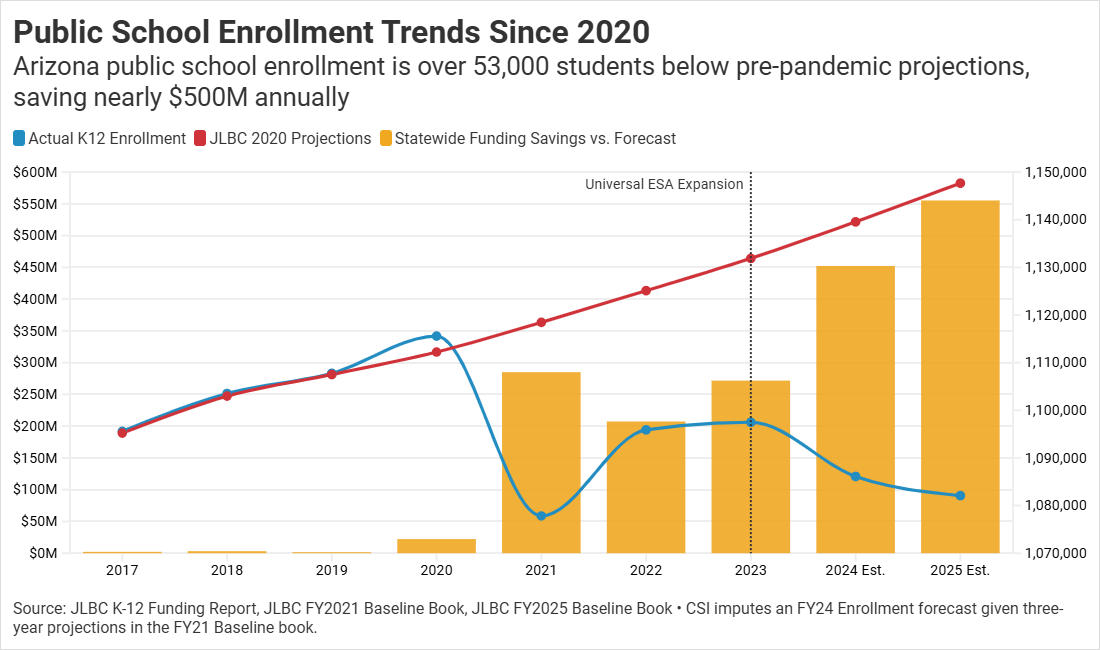 Public School Enrollment Trends Since 2020
Arizona public school enrollment is over 53,000 students below pre-pandemic projections,
saving nearly $500M annually
Actual K12 Enrollment JLBC 2020 Projections Statewide Funding Savings vs. Forecast
$600M 1,150,000
Universal ESA Expansion
$550M 1,140,000
$500M
$450M 1,130,000
$400M 1,120,000
$350M
$300M 1,110,000
$250M
$200M 1,100,000
$150M 1,090,000
$100M 1,080,000
$50M
$0M 1,070,000
2017 2018 2019 2020 2021 2022 2023 2024 Est. 2025 Est.
Source: JLBC K-12 Funding Report, JLBC FY2021 Baseline Book, JLBC FY2025 Baseline Book • CSI imputes an FY24 Enrollment forecast given three-
year projections in the FY21 Baseline book.